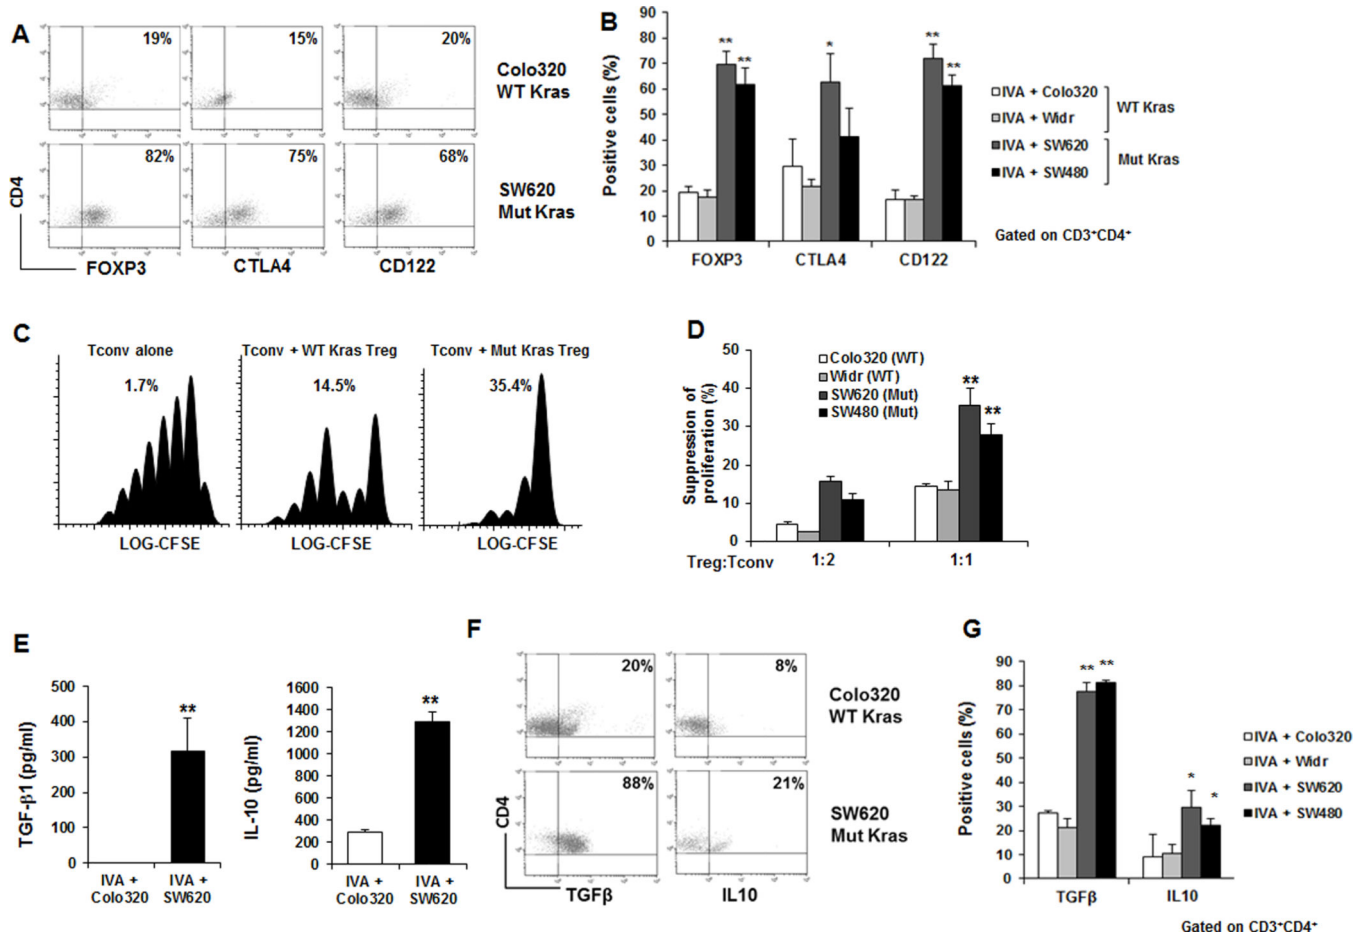 A
19%
15%
20%
Colo320
WT Kras
82%
75%
68%
SW620
Mut Kras
CD4
FOXP3
CTLA4
CD122
B
Positive cells (%)
90
80
70
60
50
40
30
20
10
0
** **
* 
** **
FOXP3
CTLA4
CD122
IVA + Colo320
IVA + Widr
WT Kras
IVA + SW620
IVA + SW480
Mut Kras
Gated on CD3⁺CD4⁺
C
Tconv alone
1.7%
LOG-CFSE
Tconv + WT Kras Treg
14.5%
LOG-CFSE
Tconv + Mut Kras Treg
35.4%
LOG-CFSE
D
Suppression of
proliferation (%)
50
40
30
20
10
0
Colo320 (WT)
Widr (WT)
SW620 (Mut)
SW480 (Mut)
** **
Treg:Tconv
1:2
1:1
E
TGF-β1 (pg/ml)
500
400
300
200
100
0
**
IVA +
Colo320
IVA +
SW620
IL-10 (pg/ml)
1600
1400
1200
1000
800
600
400
200
0
**
IVA +
Colo320
IVA +
SW620
F
20%
8%
Colo320
WT Kras
88%
21%
SW620
Mut Kras
CD4
TGFβ
IL10
G
Positive cells (%)
90
80
70
60
50
40
30
20
10
0
** **
* *
TGFβ
IL10
IVA + Colo320
IVA + Widr
IVA + SW620
IVA + SW480
Gated on CD3⁺CD4⁺